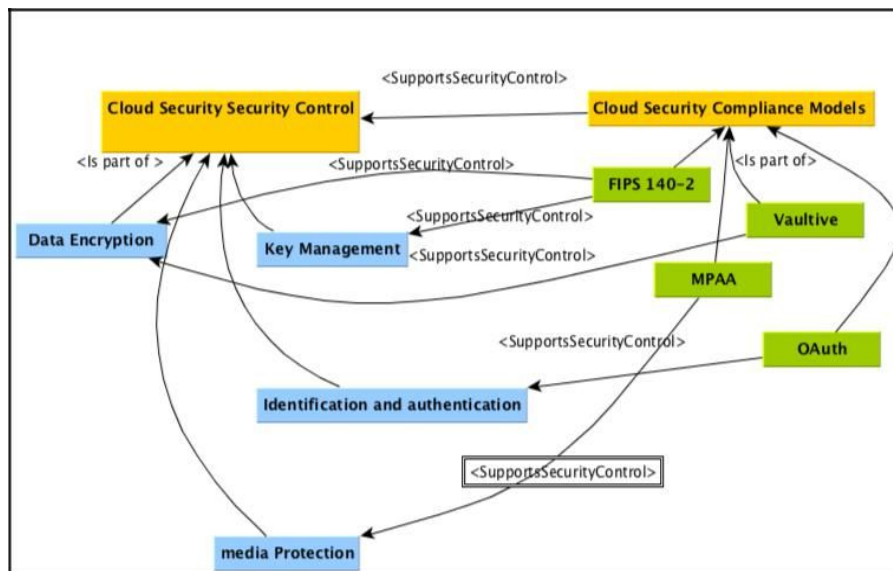 <SupportsSecurityControl>
Cloud Security Security Control
Cloud Security Compliance Models
<Is part of >
<SupportsSecurityControl>
<Is part of>
FIPS 140-2
Vaultive
<SupportsSecurityControl>
Data Encryption
Key Management
<SupportsSecurityControl>
MPAA
<SupportsSecurityControl>
OAuth
Identification and authentication
<SupportsSecurityControl>
media Protection